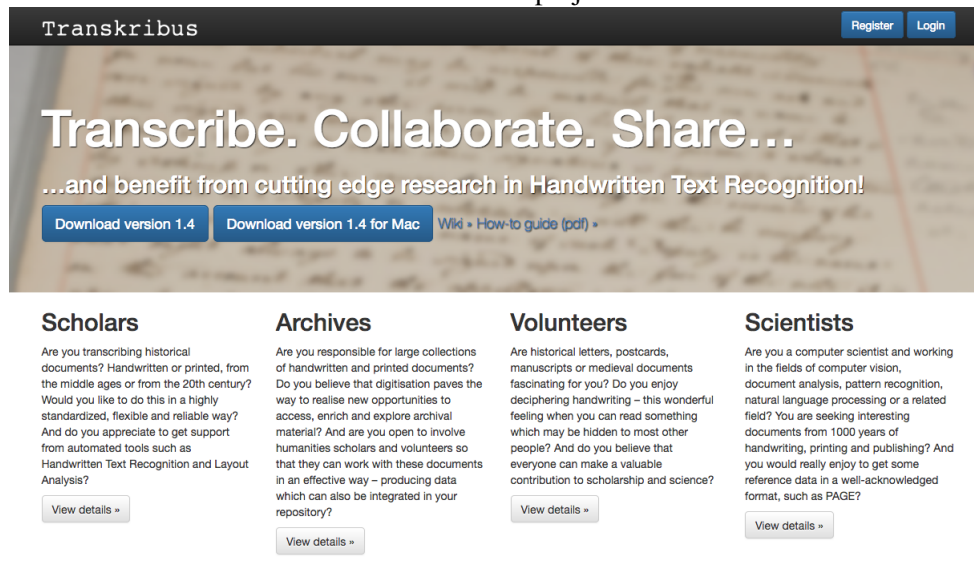 Transkribus
Register Login
Transcribe. Collaborate. Share...
...and benefit from cutting edge research in Handwritten Text Recognition!
Download version 1.4 Download version 1.4 for Mac Wiki » How-to guide (pdf) »
Scholars
Are you transcribing historical
documents? Handwritten or printed, from
the middle ages or from the 20th century?
Would you like to do this in a highly
standardized, flexible and reliable way?
And do you appreciate to get support
from automated tools such as
Handwritten Text Recognition and Layout
Analysis?
View details »
Archives
Are you responsible for large collections
of handwritten and printed documents?
Do you believe that digitisation paves the
way to realise new opportunities to
access, enrich and explore archival
material? And are you open to involve
humanities scholars and volunteers so
that they can work with these documents
in an effective way – producing data
which can also be integrated in your
repository?
View details »
Volunteers
Are historical letters, postcards,
manuscripts or medieval documents
fascinating for you? Do you enjoy
deciphering handwriting – this wonderful
feeling when you can read something
which may be hidden to most other
people? And do you believe that
everyone can make a valuable
contribution to scholarship and science?
View details »
Scientists
Are you a computer scientist and working
in the fields of computer vision,
document analysis, pattern recognition,
natural language processing or a related
field? You are seeking interesting
documents from 1000 years of
handwriting, printing and publishing? And
you would really enjoy to get some
reference data in a well-acknowledged
format, such as PAGE?
View details »